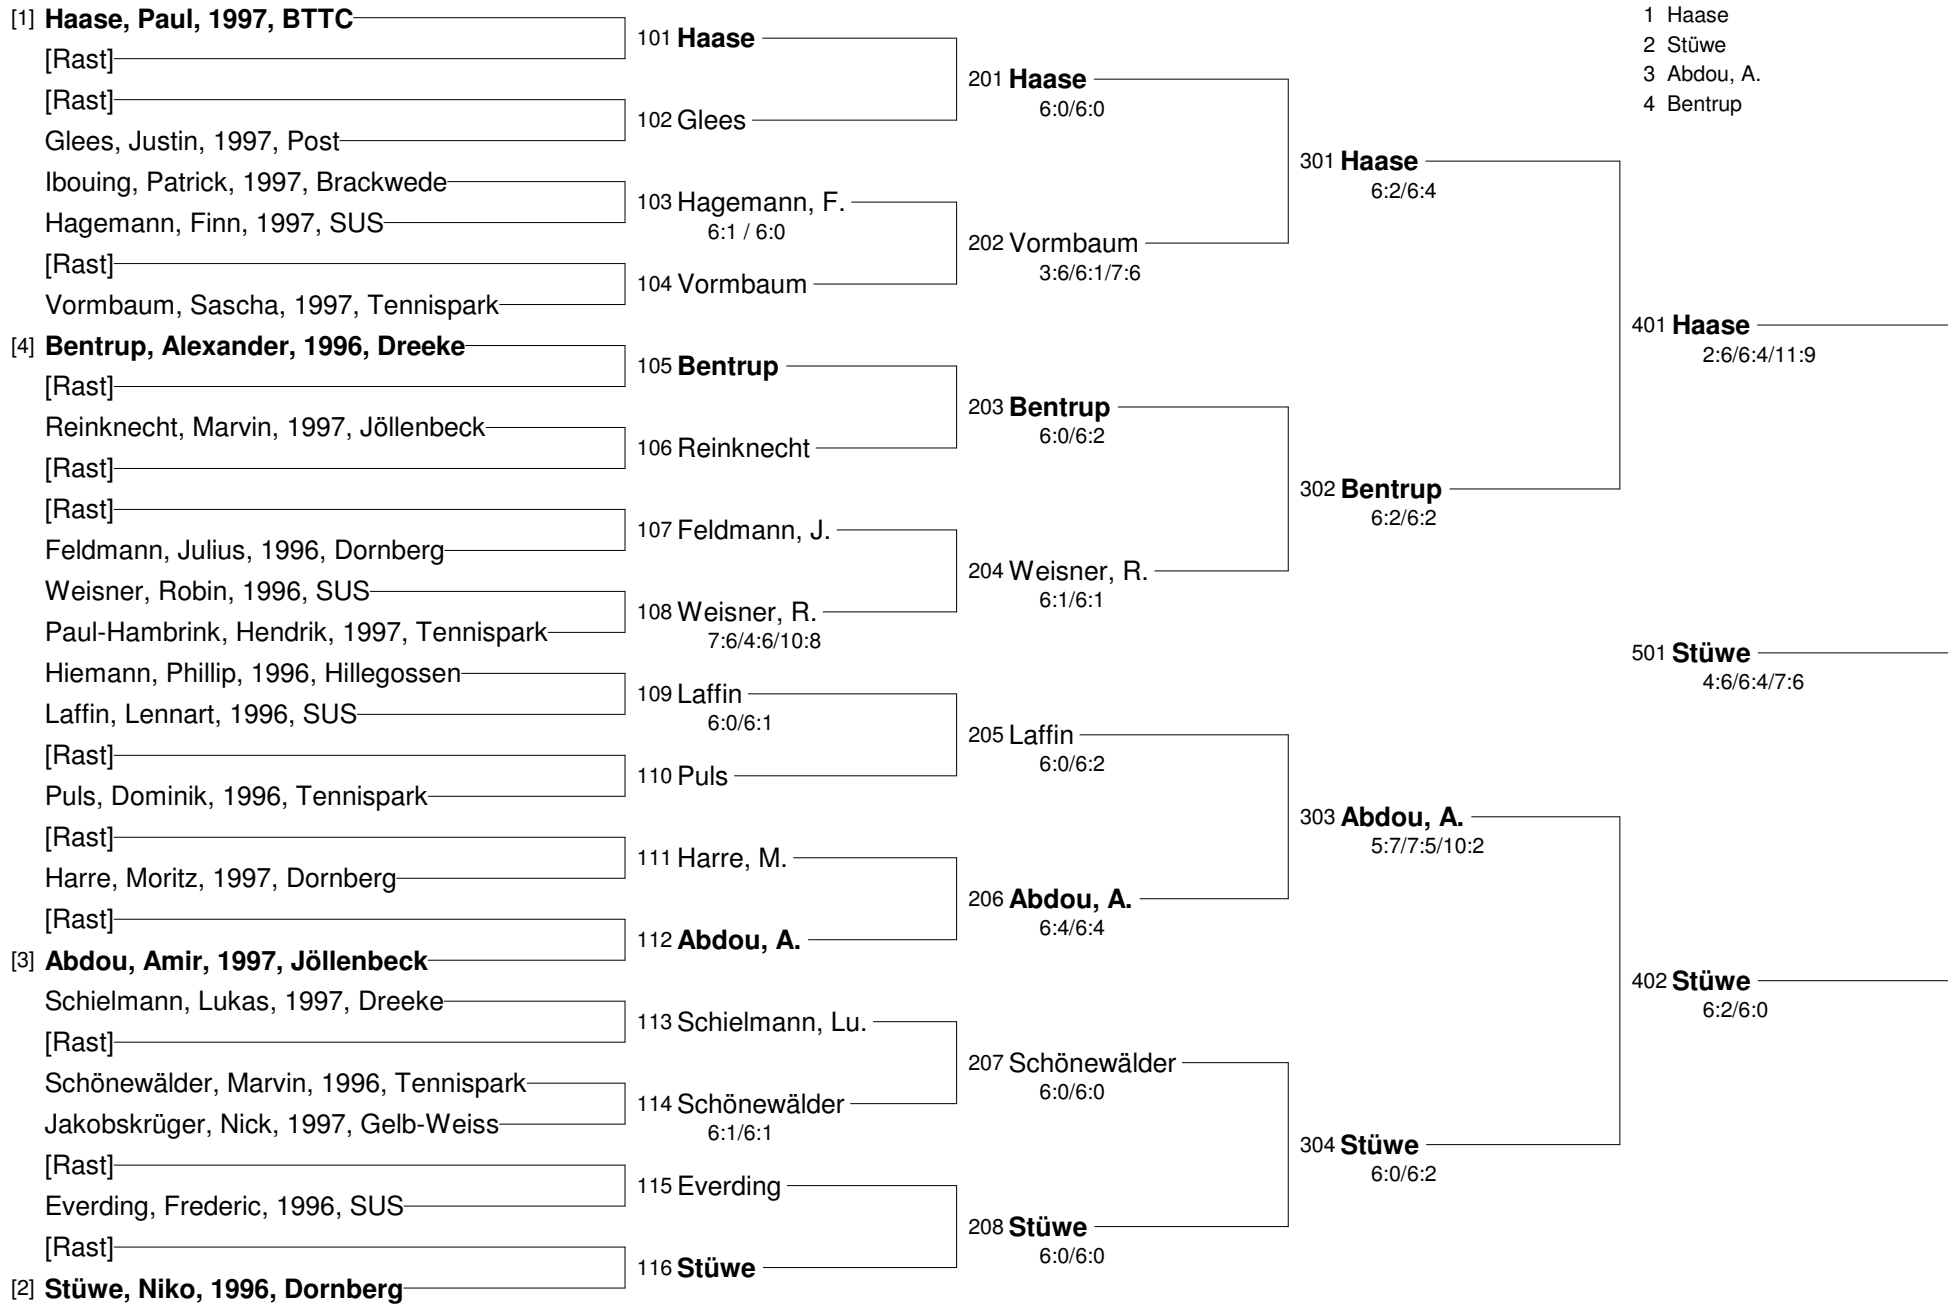 [1] Haase, Paul, 1997, BTTC
[Rast]
[Rast]
Glees, Justin, 1997, Post
Ibouing, Patrick, 1997, Brackwede
Hagemann, Finn, 1997, SUS
[Rast]
Vormbaum, Sascha, 1997, Tennispark
[4] Bentrup, Alexander, 1996, Dreeke
[Rast]
Reinknecht, Marvin, 1997, Jöllenbeck
[Rast]
[Rast]
Feldmann, Julius, 1996, Dornberg
Weisner, Robin, 1996, SUS
Paul-Hambrink, Hendrik, 1997, Tennispark
Hiemann, Phillip, 1996, Hillegossen
Laffin, Lennart, 1996, SUS
[Rast]
Puls, Dominik, 1996, Tennispark
[Rast]
Harre, Moritz, 1997, Dornberg
[Rast]
[3] Abdou, Amir, 1997, Jöllenbeck
Schielmann, Lukas, 1997, Dreeke
[Rast]
Schönewälder, Marvin, 1996, Tennispark
Jakobskrüger, Nick, 1997, Gelb-Weiss
[Rast]
Everding, Frederic, 1996, SUS
[Rast]
[2] Stüwe, Niko, 1996, Dornberg
101 Haase
102 Glees
103 Hagemann, F.
6:1 / 6:0
104 Vormbaum
105 Bentrup
106 Reinknecht
107 Feldmann, J.
108 Weisner, R.
7:6/4:6/10:8
109 Laffin
6:0/6:1
110 Puls
111 Harre, M.
112 Abdou, A.
113 Schielmann, Lu.
114 Schönewälder
6:1/6:1
115 Everding
116 Stüwe
201 Haase
6:0/6:0
202 Vormbaum
3:6/6:1/7:6
203 Bentrup
6:0/6:2
204 Weisner, R.
6:1/6:1
205 Laffin
6:0/6:2
206 Abdou, A.
6:4/6:4
207 Schönewälder
6:0/6:0
208 Stüwe
6:0/6:0
301 Haase
6:2/6:4
302 Bentrup
6:2/6:2
303 Abdou, A.
5:7/7:5/10:2
304 Stüwe
6:0/6:2
1 Haase
2 Stüwe
3 Abdou, A.
4 Bentrup
401 Haase
2:6/6:4/11:9
501 Stüwe
4:6/6:4/7:6
402 Stüwe
6:2/6:0